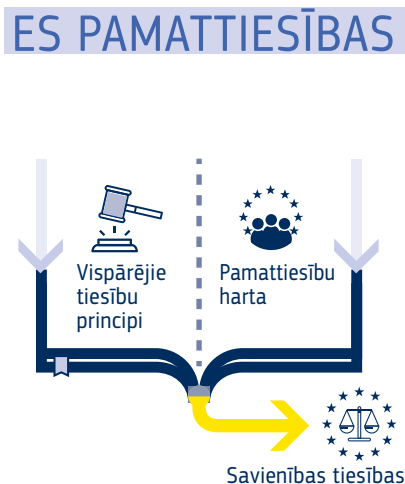 ES PAMATTIESĪBAS
Vispārējie
tiesību
principi
Pamattiesību
harta
Savienības tiesības